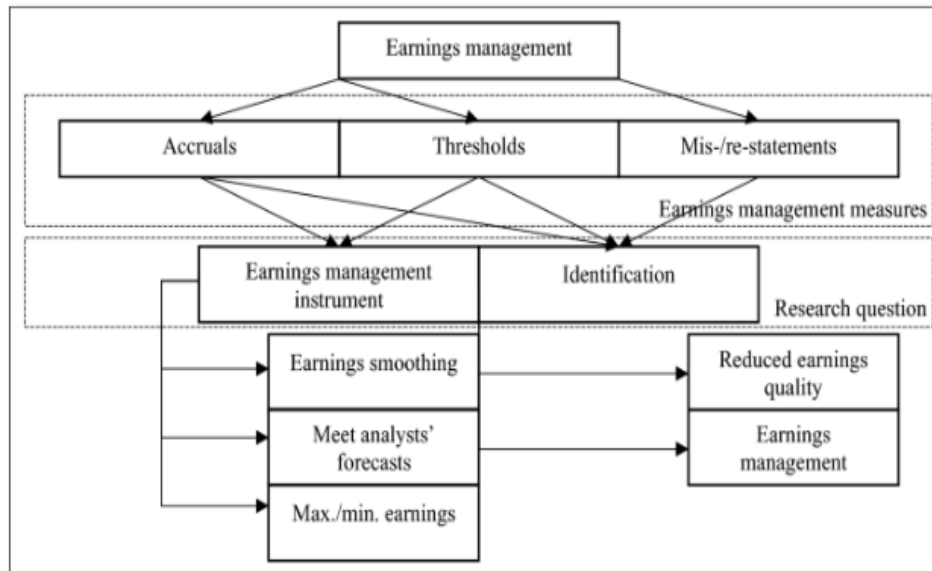 Earnings management
Accruals
Thresholds
Mis-/re-statements
Earnings management measures
Earnings management
instrument
Identification
Research question
Earnings smoothing
Reduced earnings
quality
Meet analysts’
forecasts
Earnings
management
Max./min. earnings